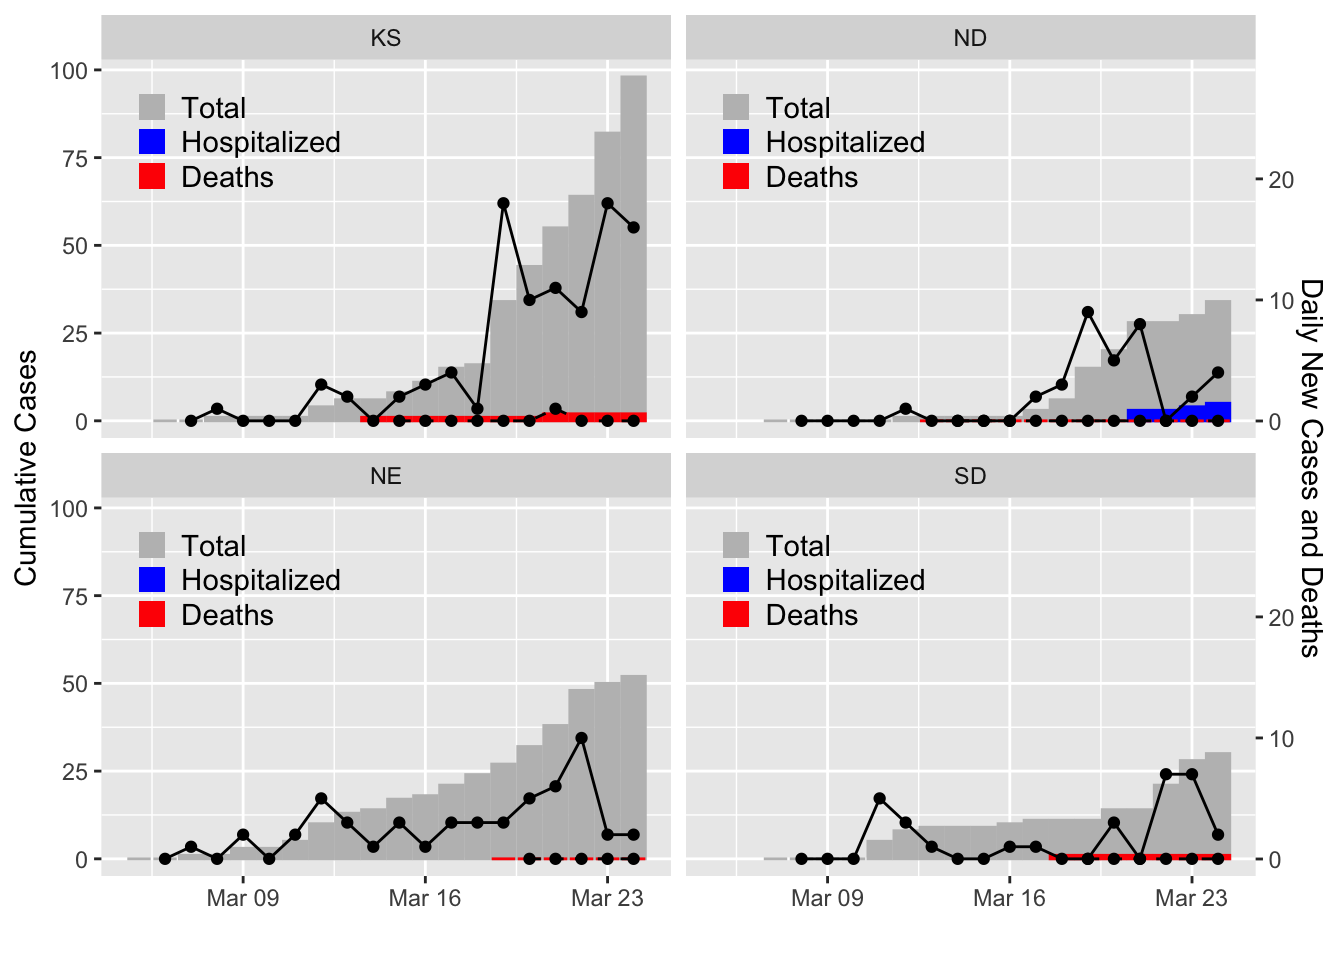 KS
ND
100
75
50
25
0
Total
Hospitalized
Deaths
Total
Hospitalized
Deaths
20
10
0
NE
SD
100
75
50
25
0
Total
Hospitalized
Deaths
Total
Hospitalized
Deaths
20
10
0
Mar 09
Mar 16
Mar 23
Mar 09
Mar 16
Mar 23
Cumulative Cases
Daily New Cases and Deaths